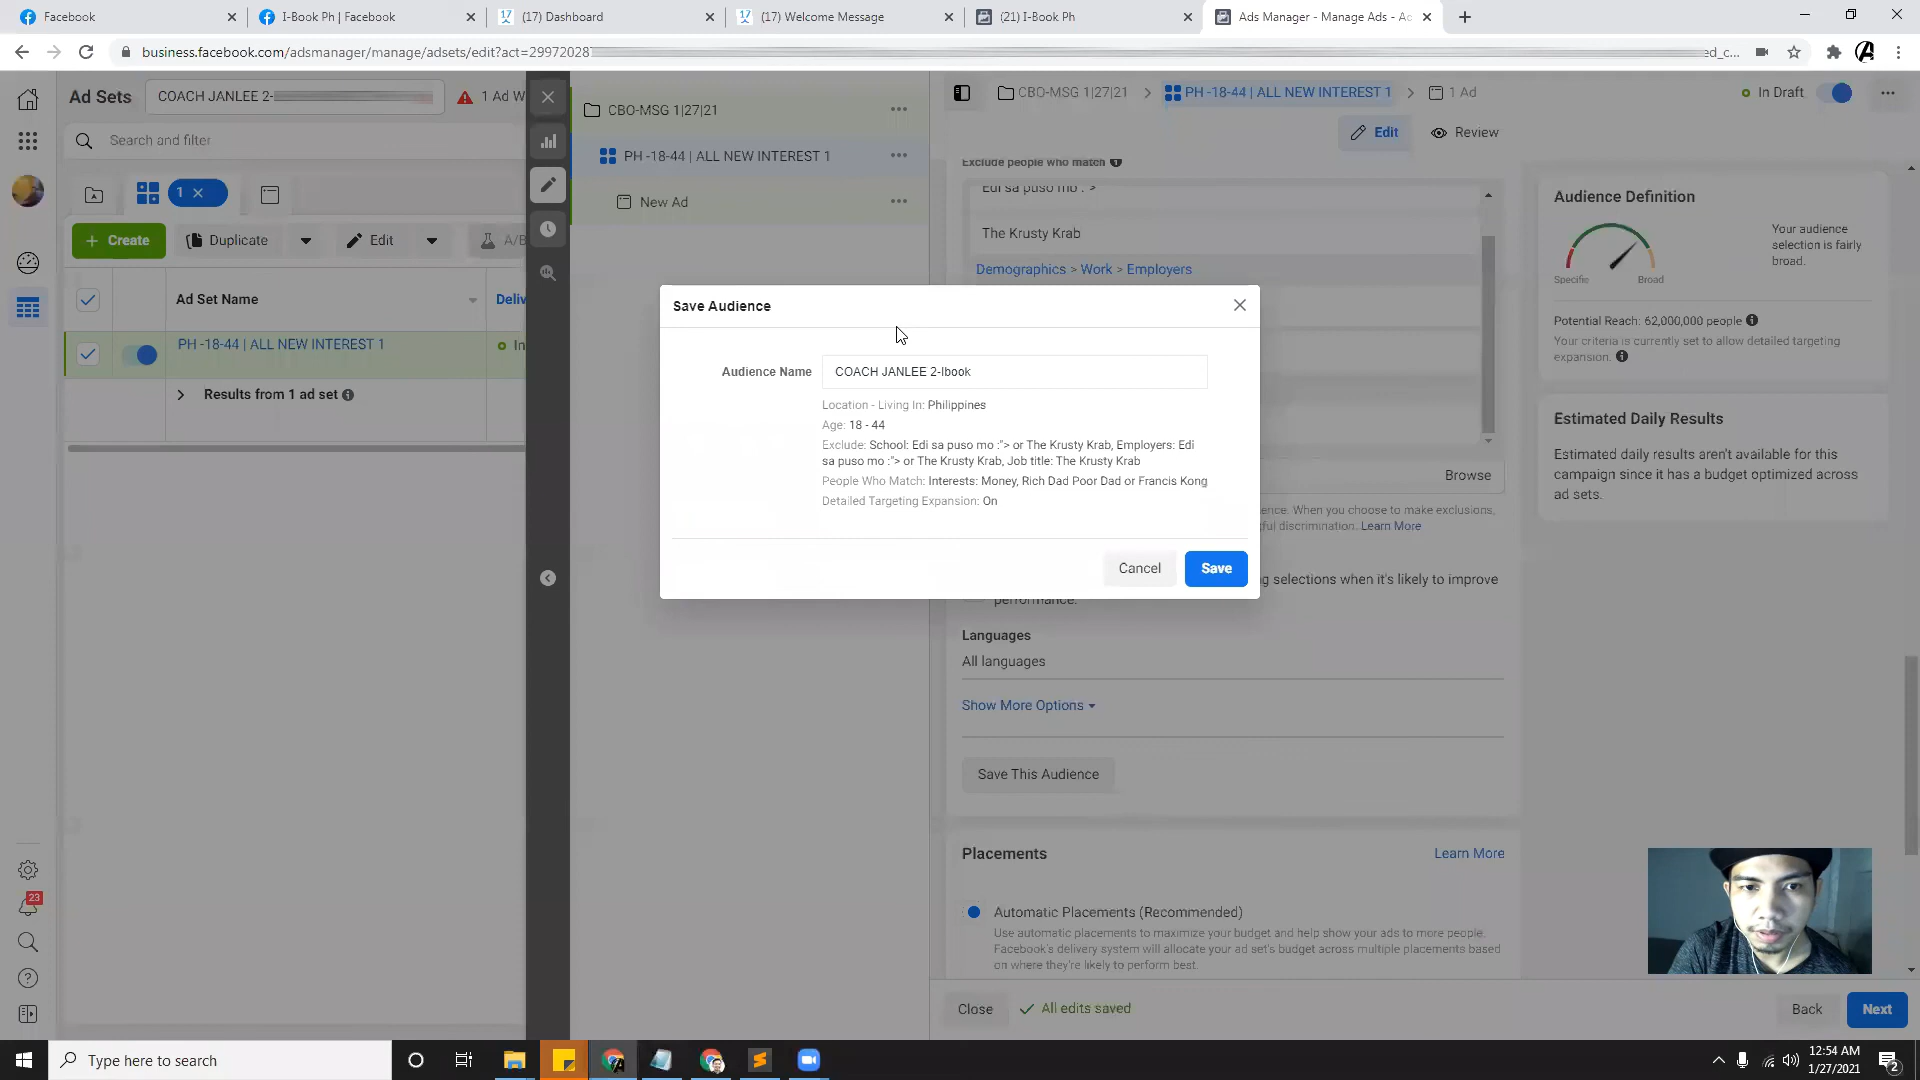 Facebook
I-Book Ph | Facebook
(17) Dashboard
(17) Welcome Message
(21) I-Book Ph
Ads Manager - Manage Ads - Ac
business.facebook.com/adsmanager/manage/adsets/edit?act=29972028
ed_c...
Ad Sets
COACH JANLEE 2-
1 Ad W
Search and filter
1
Create
Duplicate
Edit
A/B
Ad Set Name
Deliv
PH -18-44 | ALL NEW INTEREST 1
In
Results from 1 ad set
23
CBO-MSG 1|27|21
PH -18-44 | ALL NEW INTEREST 1
New Ad
CBO-MSG 1|27|21
PH -18-44 | ALL NEW INTEREST 1
1 Ad
In Draft
Edit
Review
Exclude people who match
Edi sa puso mo :">
The Krusty Krab
Demographics > Work > Employers
Browse
ence. When you choose to make exclusions,
ful discrimination. Learn More
g selections when it's likely to improve
performance.
Languages
All languages
Show More Options
Save This Audience
Placements
Learn More
Automatic Placements (Recommended)
Use automatic placements to maximize your budget and help show your ads to more people.
Facebook's delivery system will allocate your ad set's budget across multiple placements based
on where they're likely to perform best.
Close
All edits saved
Back
Next
Audience Definition
Your audience
selection is fairly
broad.
Specific
Broad
Potential Reach: 62,000,000 people
Your criteria is currently set to allow detailed targeting
expansion.
Estimated Daily Results
Estimated daily results aren't available for this
campaign since it has a budget optimized across
ad sets.
Save Audience
Audience Name
COACH JANLEE 2-Ibook
Location - Living In: Philippines
Age: 18 - 44
Exclude: School: Edi sa puso mo :"> or The Krusty Krab, Employers: Edi
sa puso mo :"> or The Krusty Krab, Job title: The Krusty Krab
People Who Match: Interests: Money, Rich Dad Poor Dad or Francis Kong
Detailed Targeting Expansion: On
Cancel
Save
Type here to search
12:54 AM
1/27/2021
2